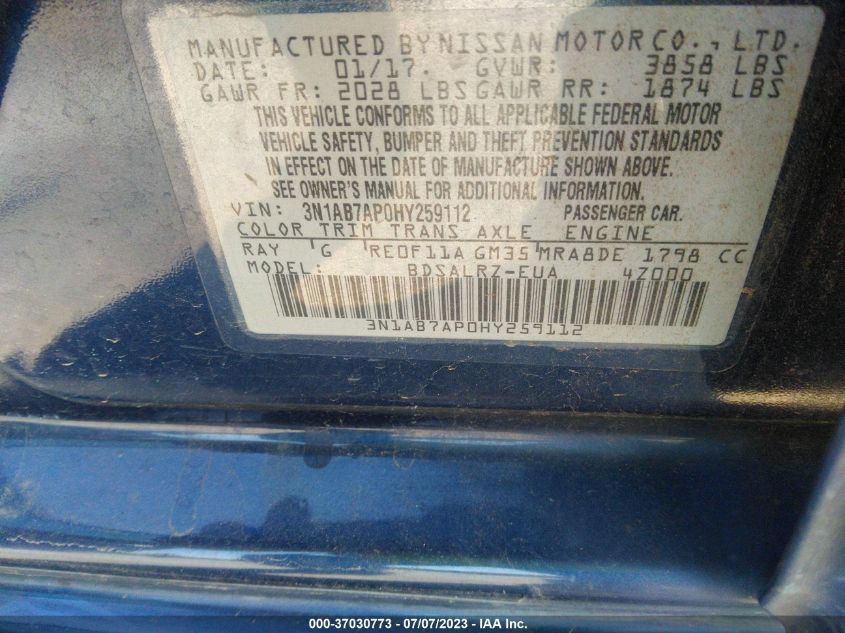 MANUFACTURED BY NISSAN MOTOR CO., LTD.
DATE: 01/17. GVWR: 3858 LBS
GAWR FR: 2028 LBS GAWR RR: 1874 LBS
THIS VEHICLE CONFORMS TO ALL APPLICABLE FEDERAL MOTOR
VEHICLE SAFETY, BUMPER AND THEFT PREVENTION STANDARDS
IN EFFECT ON THE DATE OF MANUFACTURE SHOWN ABOVE.
SEE OWNER'S MANUAL FOR ADDITIONAL INFORMATION.
VIN: 3N1AB7AP0HY259112 PASSENGER CAR.
COLOR TRIM TRANS AXLE ENGINE
RAY G RE0F11A GM35 MRA8DE 1798 CC
MODEL: BDSALRZ-EUA 4Z000
3N1AB7AP0HY259112
000-37030773 - 07/07/2023 - IAA Inc.